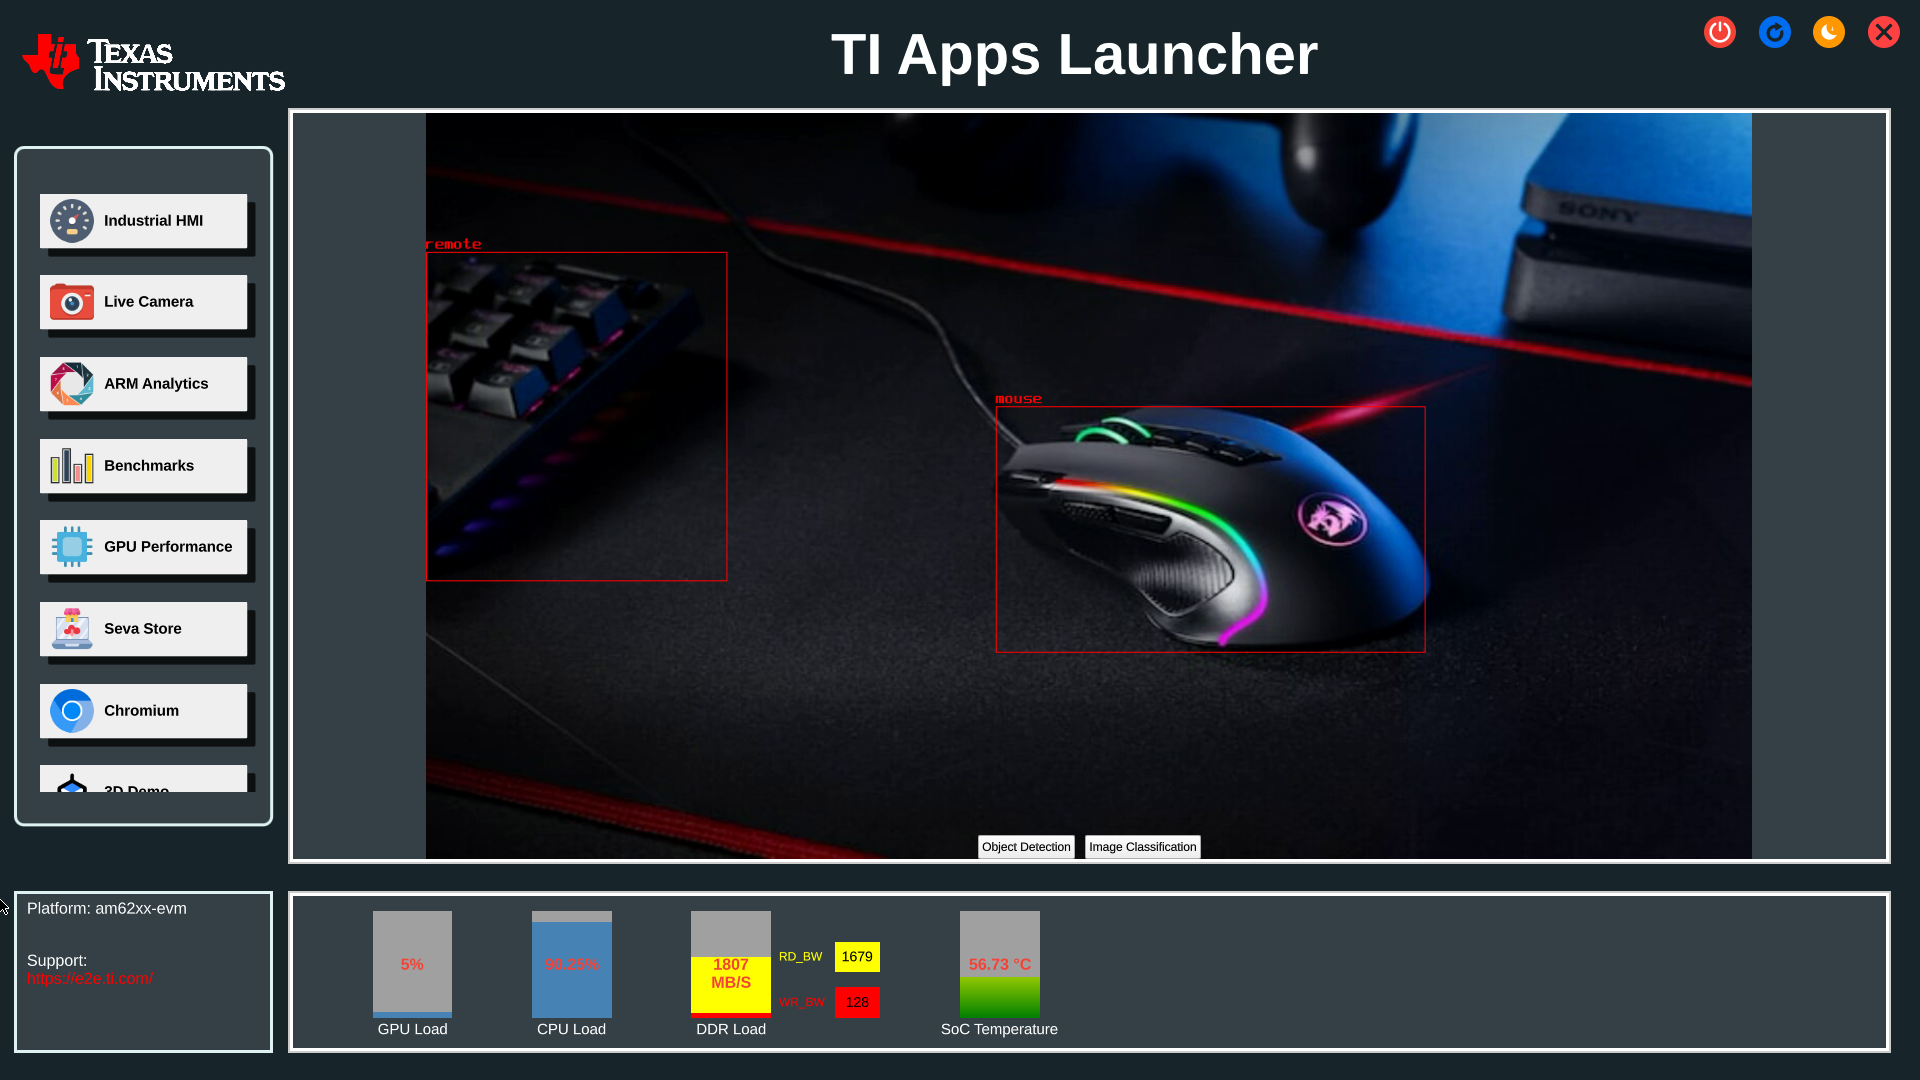 TEXAS
INSTRUMENTS
TI Apps Launcher
Industrial HMI
Live Camera
ARM Analytics
Benchmarks
GPU Performance
Seva Store
Chromium
3D Demo
SONY
remote
mouse
Object Detection
Image Classification
Platform: am62xx-evm
Support:
https://e2e.ti.com/
5%
GPU Load
90.25%
CPU Load
1807
MB/S
DDR Load
RD_BW
1679
WR_BW
128
56.73 °C
SoC Temperature